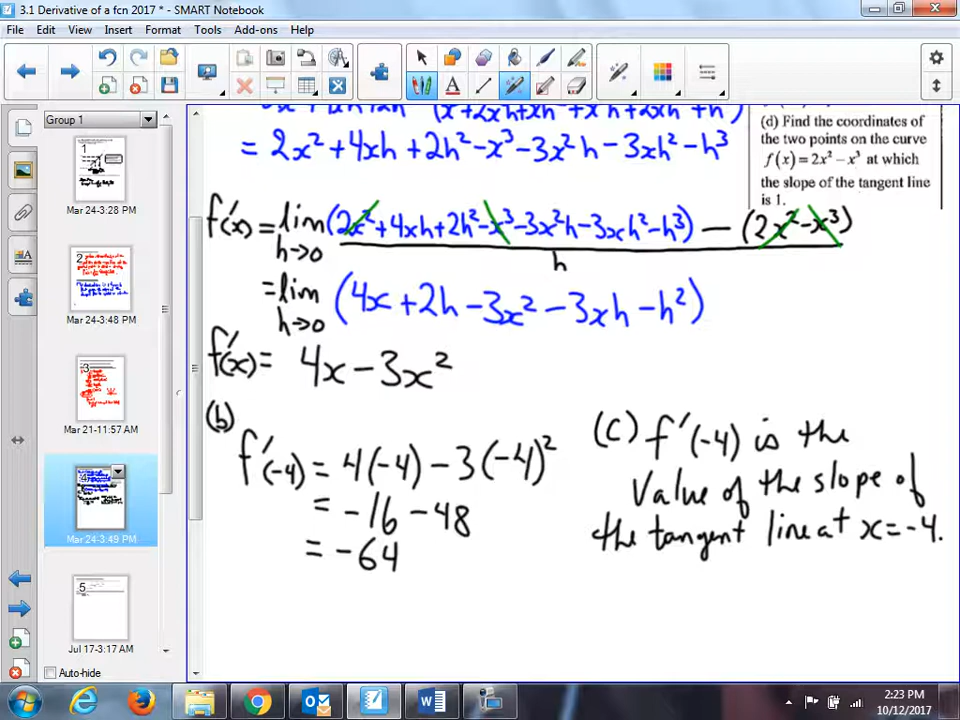 3.1 Derivative of a fcn 2017 * - SMART Notebook
File Edit View Insert Format Tools Add-ons Help
Group 1
1
Mar 24-3:28 PM
2
Mar 24-3:48 PM
3
Mar 21-11:57 AM
Mar 24-3:49 PM
5
Jul 17-3:17 AM
Auto-hide
(d) Find the coordinates of
the two points on the curve
f(x) = 2x² − x³ at which
the slope of the tangent line
is 1.
= 2x² + 4xh + 2h² − x³ − 3x²h − 3xh² − h³
f'(x) = lim (2x² + 4xh + 2h² − x³ − 3x²h − 3xh² − h³) − (2x² − x³)
h→0 h
= lim (4x + 2h − 3x² − 3xh − h²)
h→0
f'(x) = 4x − 3x²
(b)
f'(-4) = 4(-4) − 3(-4)²
= -16 − 48
= -64
(c) f'(-4) is the
value of the slope of
the tangent line at x = -4.
2:23 PM
10/12/2017